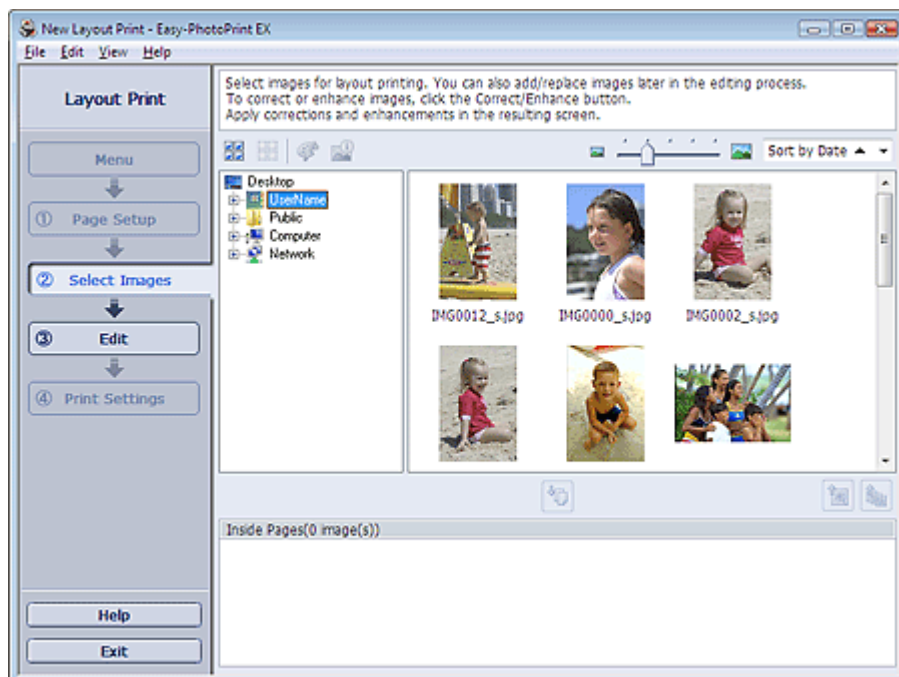 New Layout Print - Easy-PhotoPrint EX
File Edit View Help
Layout Print
Menu
① Page Setup
② Select Images
③ Edit
④ Print Settings
Help
Exit
Select images for layout printing. You can also add/replace images later in the editing process.
To correct or enhance images, click the Correct/Enhance button.
Apply corrections and enhancements in the resulting screen.
Sort by Date
Desktop
UserName
Public
Computer
Network
IMG0012_s.jpg IMG0000_s.jpg IMG0002_s.jpg
Inside Pages(0 image(s))